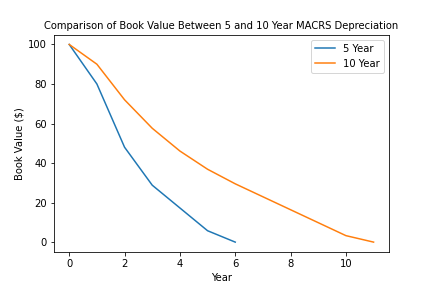 Comparison of Book Value Between 5 and 10 Year MACRS Depreciation
5 Year
10 Year
Book Value ($)
100
80
60
40
20
0
0 2 4 6 8 10
Year